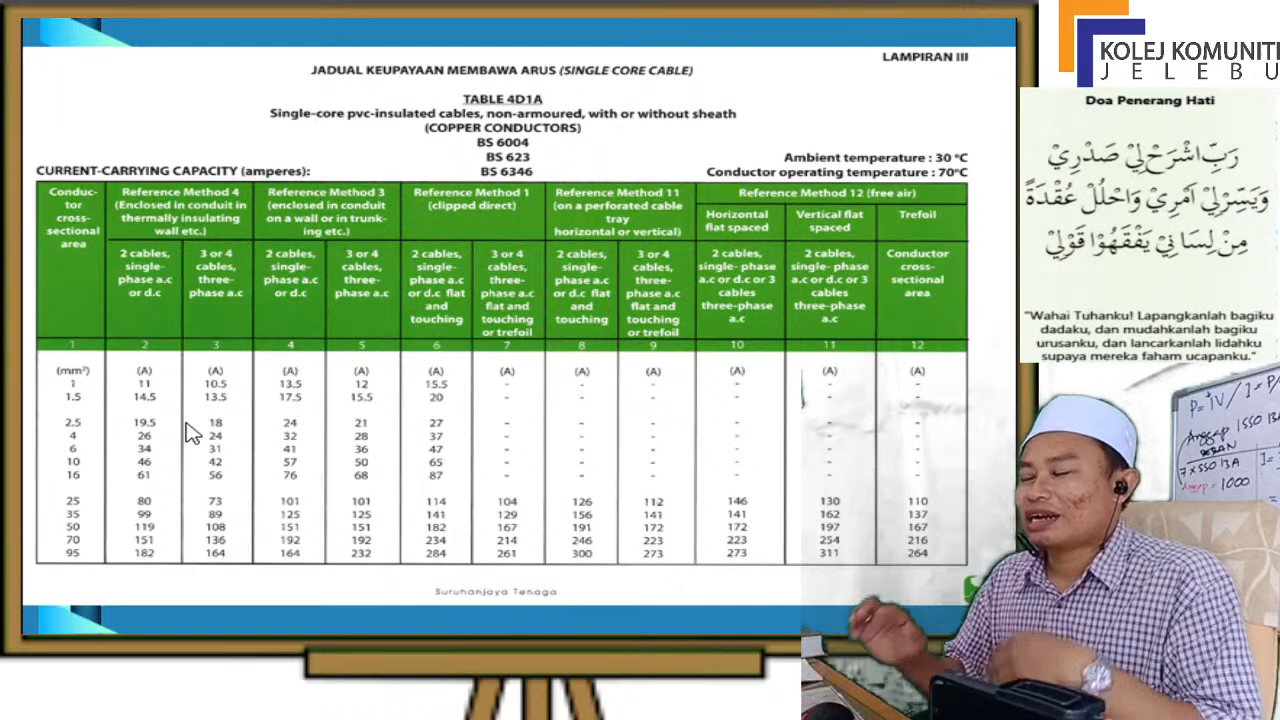 LAMPIRAN III
JADUAL KEUPAYAAN MEMBAWA ARUS (SINGLE CORE CABLE)
TABLE 4D1A
Single-core pvc-insulated cables, non-armoured, with or without sheath
(COPPER CONDUCTORS)
BS 6004
BS 623
BS 6346
Ambient temperature : 30 °C
CURRENT-CARRYING CAPACITY (amperes):
Conductor operating temperature : 70°C
Conduc-
tor
cross-
sectional
area
Reference Method 4
(Enclosed in conduit in
thermally insulating
wall etc.)
Reference Method 3
(enclosed in conduit
on a wall or in trunk-
ing etc.)
Reference Method 1
(clipped direct)
Reference Method 11
(on a perforated cable
tray
horizontal or vertical)
Reference Method 12 (free air)
Horizontal
flat spaced
Vertical flat
spaced
Trefoil
2 cables,
single-
phase a.c
or d.c
3 or 4
cables,
three-
phase a.c
2 cables,
single-
phase a.c
or d.c
3 or 4
cables,
three-
phase a.c
2 cables,
single-
phase a.c
or d.c flat
and
touching
3 or 4
cables,
three-
phase a.c
flat and
touching
or trefoil
2 cables,
single-
phase a.c
or d.c flat
and
touching
3 or 4
cables,
three-
phase a.c
flat and
touching
or trefoil
2 cables,
single- phase
a.c or d.c or 3
cables
three-phase
a.c
2 cables,
single- phase
a.c or d.c or 3
cables
three-phase
a.c
Conductor
cross-
sectional
area
1 2 3 4 5 6 7 8 9 10 11 12
(mm²) (A) (A) (A) (A) (A) (A) (A) (A) (A) (A) (A)
1 11 10.5 13.5 12 15.5 - - - - - -
1.5 14.5 13.5 17.5 15.5 20 - - - - - -
2.5 19.5 18 24 21 27 - - - - - -
4 26 24 32 28 37 - - - - - -
6 34 31 41 36 47 - - - - - -
10 46 42 57 50 65 - - - - - -
16 61 56 76 68 87 - - - - - -
25 80 73 101 101 114 104 126 112 146 130 110
35 99 89 125 125 141 129 156 141 141 162 137
50 119 108 151 151 182 167 191 172 172 197 167
70 151 136 192 192 234 214 246 223 223 254 216
95 182 164 164 232 284 261 300 273 273 311 264
Suruhanjaya Tenaga
KOLEJ KOMUNITI
JELEBU
Doa Penerang Hati
رَبِّ اشْرَحْ لِيْ صَدْرِيْ
وَيَسِّرْلِيْ اَمْرِيْ وَاحْلُلْ عُقْدَةً
مِنْ لِسَانِيْ يَفْقَهُوْا قَوْلِيْ
"Wahai Tuhanku! Lapangkanlah bagiku
dadaku, dan mudahkanlah bagiku
urusanku, dan lancarkanlah lidahku
supaya mereka faham ucapanku."
P= IV / I = P/
Anggap 1SSO 13A
7 x SSO 13A
= 1000